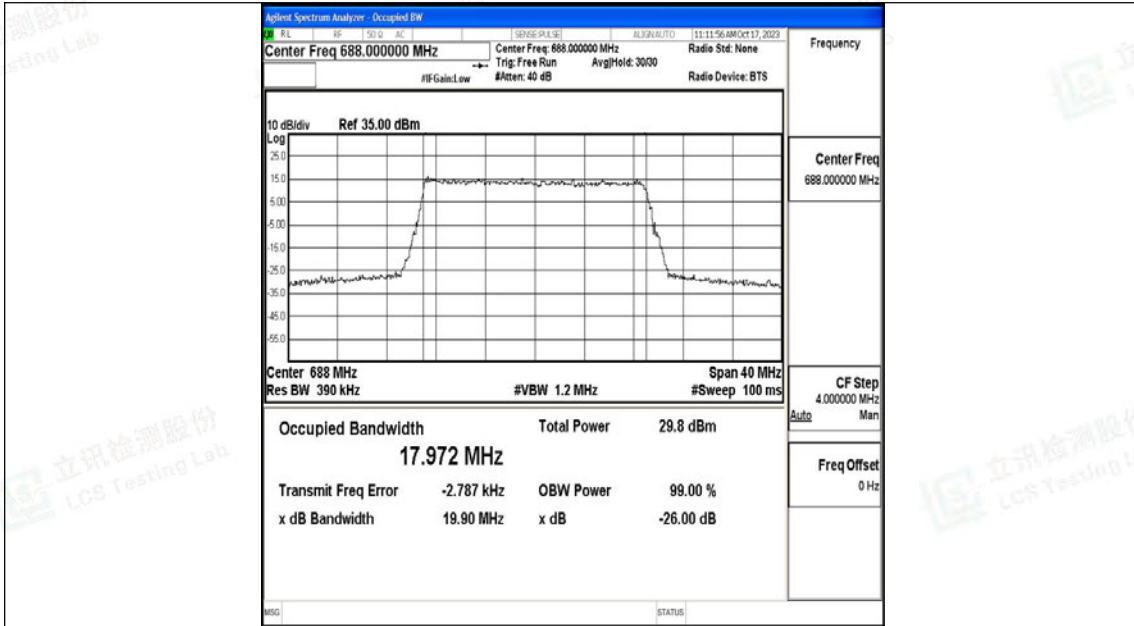 Agilent Spectrum Analyzer - Occupied BW
RL RF 50 Ω AC SENSE:PULSE ALIGNAUTO 11:11:56 AM Oct 17, 2023
Center Freq 688.000000 MHz
Center Freq: 688.000000 MHz
Radio Std: None
Trig: Free Run Avg|Hold: 30/30
#IFGain:Low
#Atten: 40 dB
Radio Device: BTS
10 dB/div Ref 35.00 dBm
Log
25.0
15.0
5.00
-5.00
-15.0
-25.0
-35.0
-45.0
-55.0
Center 688 MHz Span 40 MHz
Res BW 390 kHz #VBW 1.2 MHz #Sweep 100 ms
Occupied Bandwidth Total Power 29.8 dBm
17.972 MHz
Transmit Freq Error -2.787 kHz OBW Power 99.00 %
x dB Bandwidth 19.90 MHz x dB -26.00 dB
MSG STATUS
Frequency
Center Freq
688.000000 MHz
CF Step
4.000000 MHz
Auto Man
Freq Offset
0 Hz
立讯检测股份
LCS Testing Lab
立讯检测股份
LCS Testing